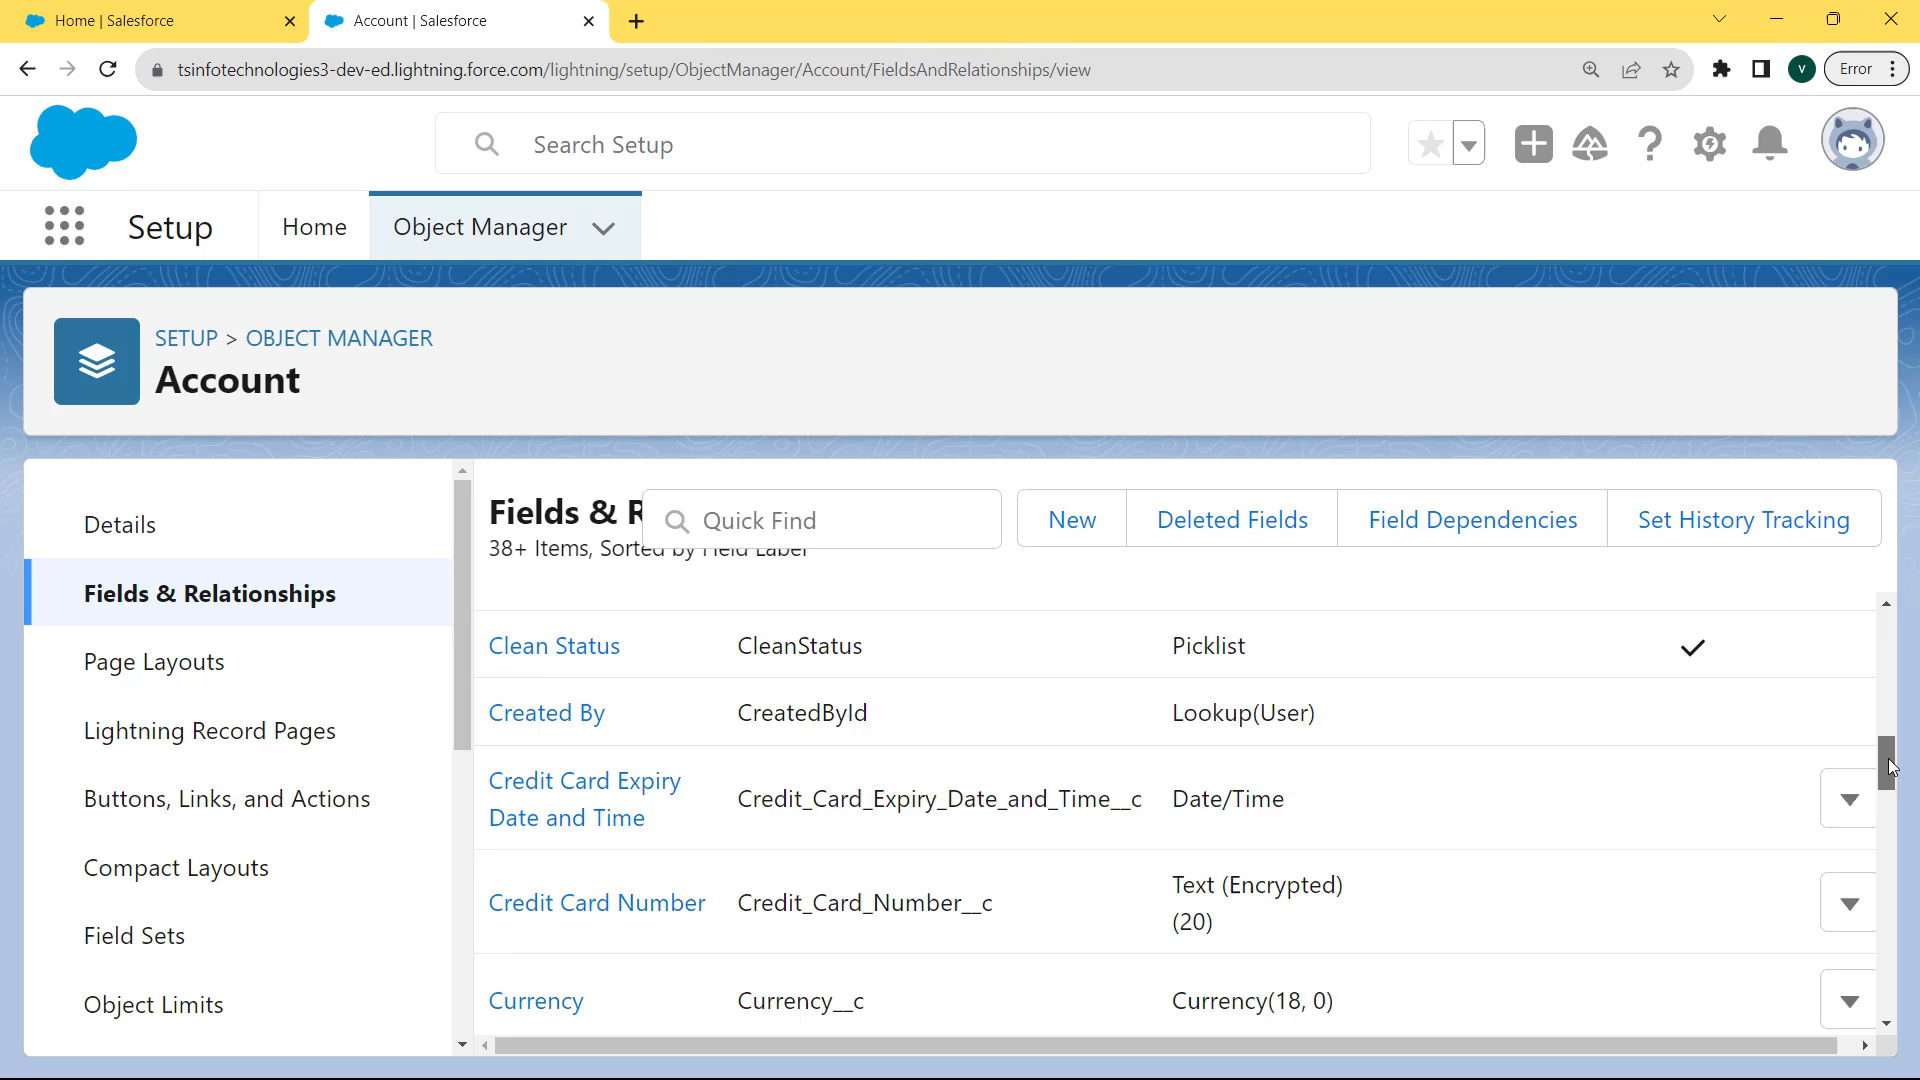 Home | Salesforce
Account | Salesforce
tsinfotechnologies3-dev-ed.lightning.force.com/lightning/setup/ObjectManager/Account/FieldsAndRelationships/view
V
Error
Search Setup
Setup
Home
Object Manager
SETUP > OBJECT MANAGER
Account
Details
Fields & Relationships
Page Layouts
Lightning Record Pages
Buttons, Links, and Actions
Compact Layouts
Field Sets
Object Limits
Fields & R
Quick Find
New
Deleted Fields
Field Dependencies
Set History Tracking
38+ Items, Sorted by Field Label
Clean Status CleanStatus Picklist
Created By CreatedById Lookup(User)
Credit Card Expiry
Date and Time
Credit_Card_Expiry_Date_and_Time__c Date/Time
Credit Card Number Credit_Card_Number__c
Text (Encrypted)
(20)
Currency Currency__c Currency(18, 0)